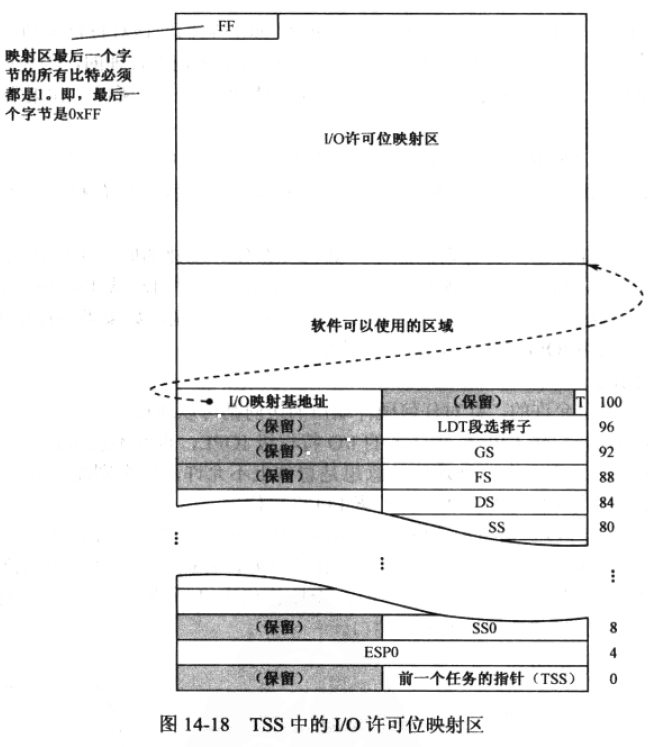 FF
映射区最后一个字
节的所有比特必须
都是1。即，最后一
个字节是0xFF
I/O许可位映射区
软件可以使用的区域
I/O映射基地址 （保留） T 100
（保留） LDT段选择子 96
（保留） GS 92
（保留） FS 88
DS 84
SS 80
（保留） SS0 8
ESP0 4
（保留） 前一个任务的指针（TSS） 0
图 14-18 TSS 中的 I/O 许可位映射区